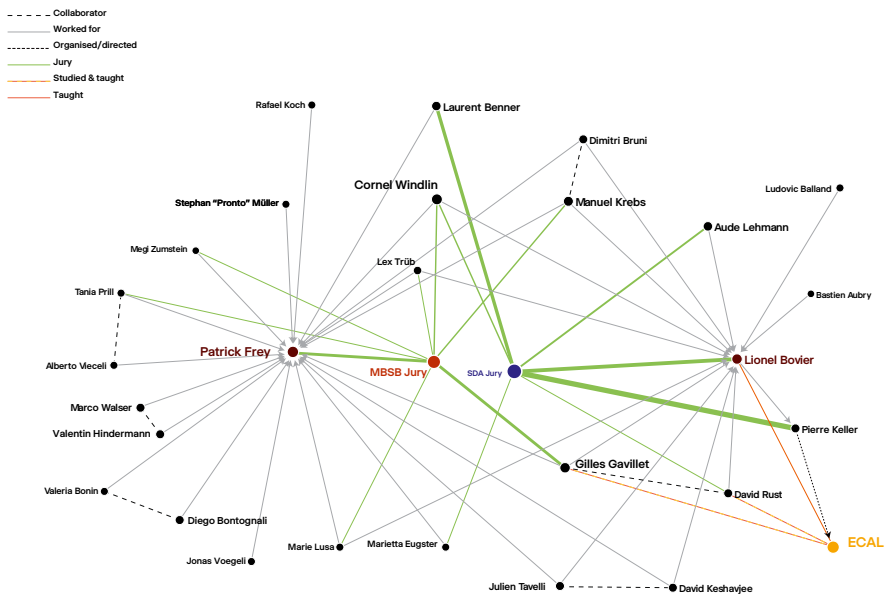 Collaborator
Worked for
Organised/directed
Jury
Studied & taught
Taught
Rafael Koch
Laurent Benner
Dimitri Bruni
Cornel Windlin
Ludovic Balland
Stephan “Pronto” Müller
Manuel Krebs
Aude Lehmann
Megi Zumstein
Lex Trüb
Tania Prill
Bastien Aubry
Patrick Frey
Lionel Bovier
Alberto Vieceli
MBSB Jury
SDA Jury
Marco Walser
Pierre Keller
Valentin Hindermann
Gilles Gavillet
Valeria Bonin
David Rust
Diego Bontognali
ECAL
Marie Lusa
Marietta Eugster
Jonas Voegeli
Julien Tavelli
David Keshavjee